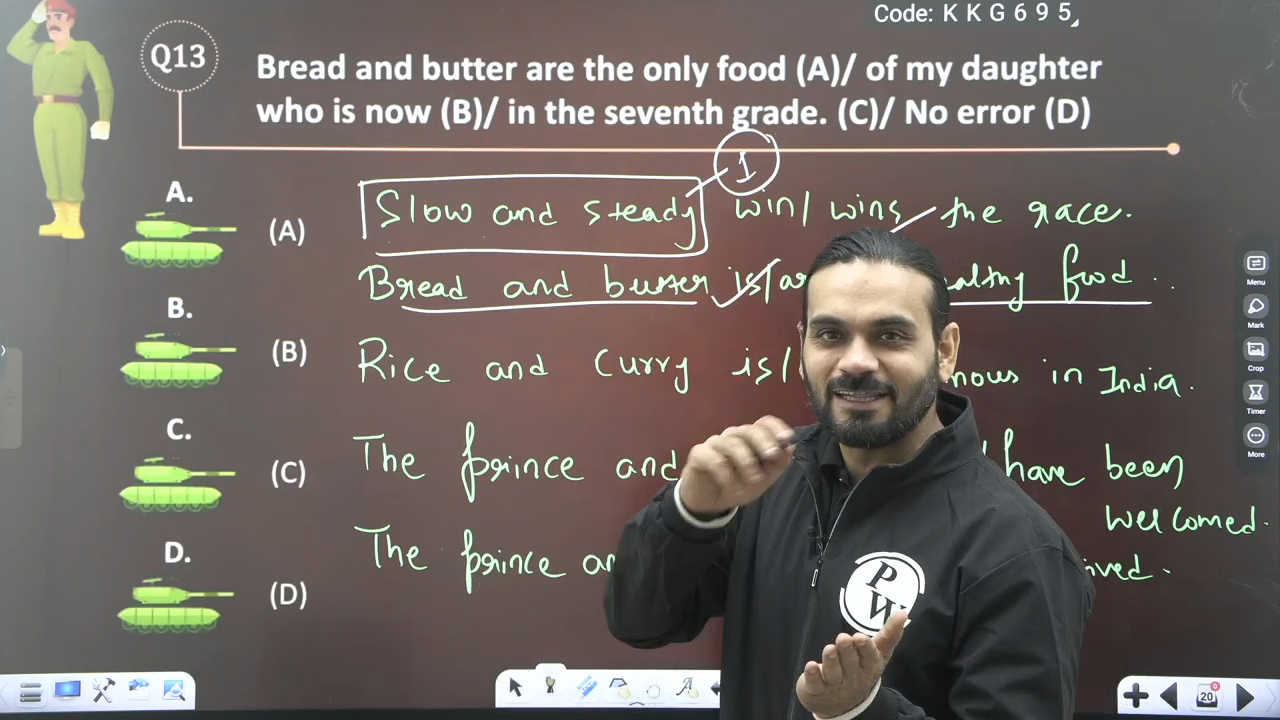 Code: K K G 6 9 5
Q13
Bread and butter are the only food (A)/ of my daughter
who is now (B)/ in the seventh grade. (C)/ No error (D)
1
A.
(A)
Slow and steady win/ wins the race.
Bread and butter is/ar food.
B.
(B)
Rice and curry is/ in India.
C.
(C)
The prince and have been
welcomed.
D.
(D)
The prince
Menu
Mark
Crop
Timer
More
PW
20